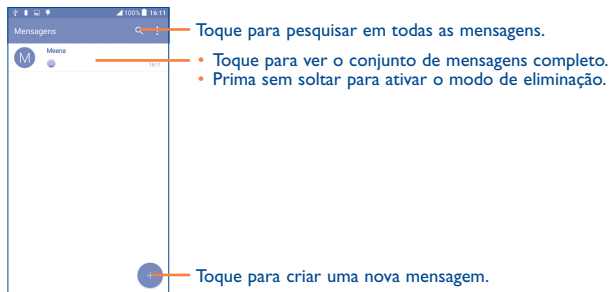 100% 16:11
Mensagens
Toque para pesquisar em todas as mensagens.
M
Meena
16:11
• Toque para ver o conjunto de mensagens completo.
• Prima sem soltar para ativar o modo de eliminação.
Toque para criar uma nova mensagem.